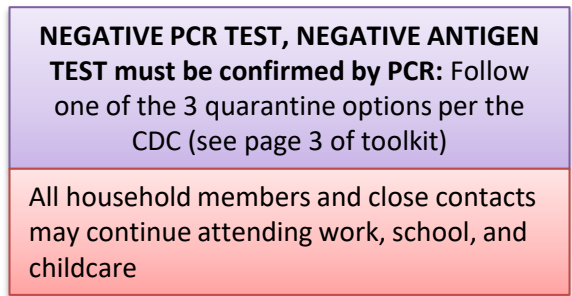 NEGATIVE PCR TEST, NEGATIVE ANTIGEN
TEST must be confirmed by PCR: Follow
one of the 3 quarantine options per the
CDC (see page 3 of toolkit)
All household members and close contacts
may continue attending work, school, and
childcare